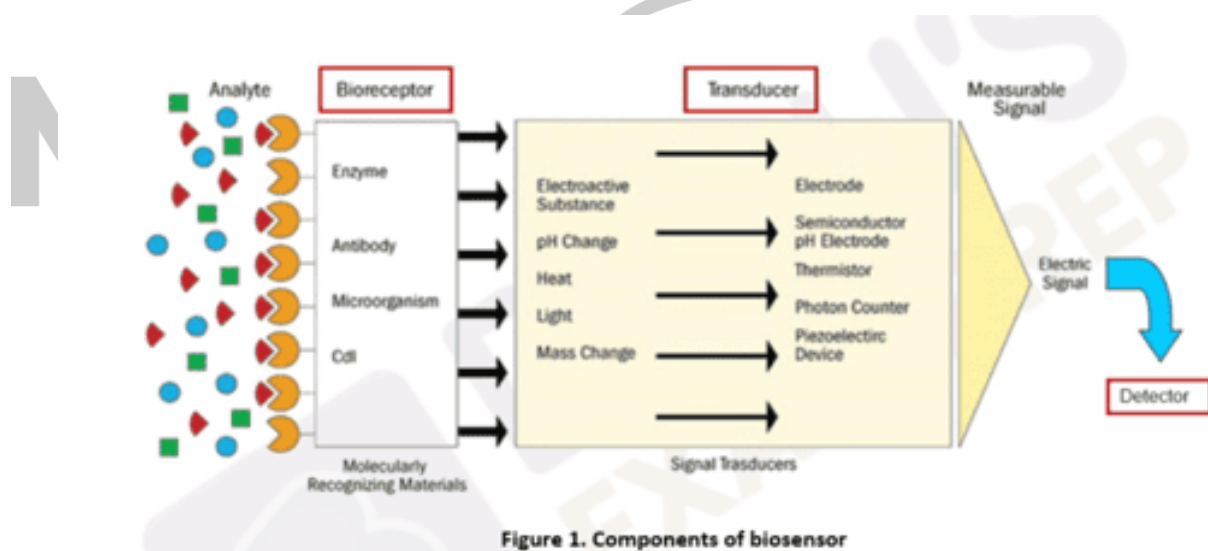 Analyte
Bioreceptor
Transducer
Measurable
Signal
Enzyme
Antibody
Microorganism
Cdl
Electroactive
Substance
pH Change
Heat
Light
Mass Change
Electrode
Semiconductor
pH Electrode
Thermistor
Photon Counter
Piezoelectirc
Device
Electric
Signal
Detector
Molecularly
Recognizing Materials
Signal Trasducers
Figure 1. Components of biosensor